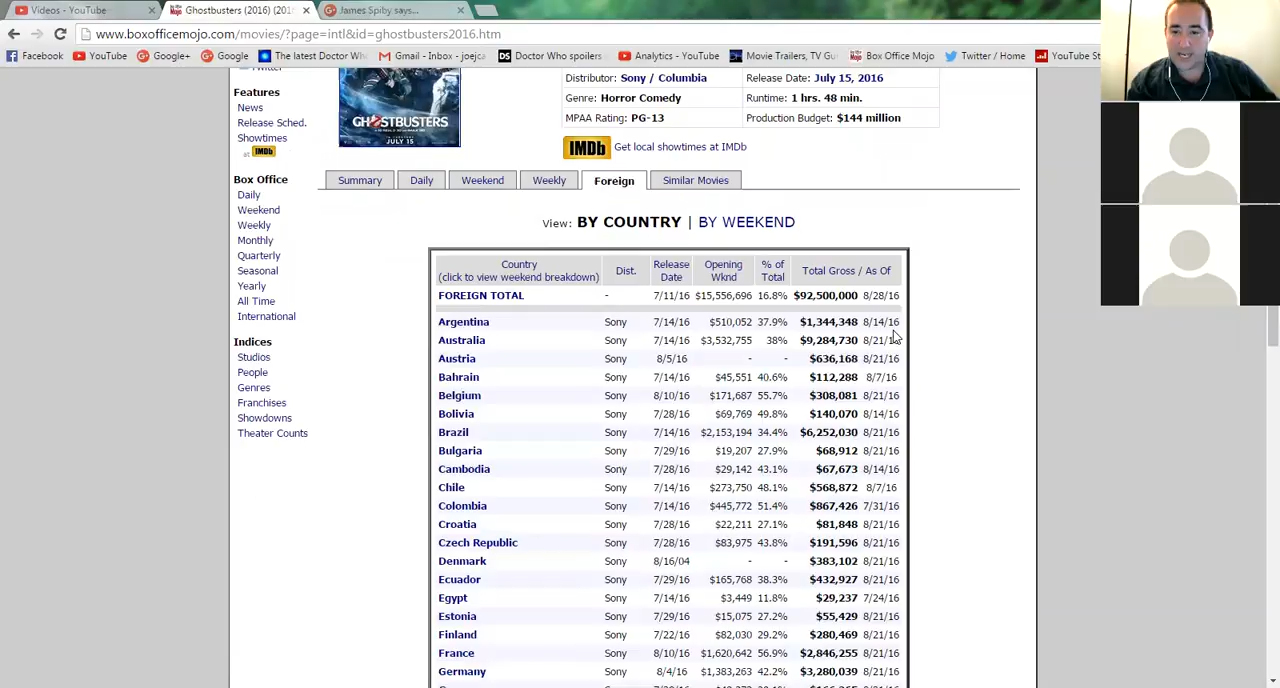 Videos - YouTube × Ghostbusters (2016) (201 × James Spiby says... ×
www.boxofficemojo.com/movies/?page=intl&id=ghostbusters2016.htm
Facebook YouTube Google+ Google The latest Doctor Wh Gmail - Inbox - joejca Doctor Who spoilers Analytics - YouTube Movie Trailers, TV Gu Box Office Mojo Twitter / Home YouTube St
Twitter
Features
News
Release Sched.
Showtimes
at IMDb
Box Office
Daily
Weekend
Weekly
Monthly
Quarterly
Seasonal
Yearly
All Time
International
Indices
Studios
People
Genres
Franchises
Showdowns
Theater Counts
GHOSTBUSTERS
JULY 15
Distributor: Sony / Columbia Release Date: July 15, 2016
Genre: Horror Comedy Runtime: 1 hrs. 48 min.
MPAA Rating: PG-13 Production Budget: $144 million
IMDb Get local showtimes at IMDb
Summary Daily Weekend Weekly Foreign Similar Movies
View: BY COUNTRY | BY WEEKEND
Country Release Opening % of
(click to view weekend breakdown) Dist. Date Wknd Total Total Gross / As Of
FOREIGN TOTAL - 7/11/16 $15,556,696 16.8% $92,500,000 8/28/16
Argentina Sony 7/14/16 $510,052 37.9% $1,344,348 8/14/16
Australia Sony 7/14/16 $3,532,755 38% $9,284,730 8/21/16
Austria Sony 8/5/16 - - $636,168 8/21/16
Bahrain Sony 7/14/16 $45,551 40.6% $112,288 8/7/16
Belgium Sony 8/10/16 $171,687 55.7% $308,081 8/21/16
Bolivia Sony 7/28/16 $69,769 49.8% $140,070 8/14/16
Brazil Sony 7/14/16 $2,153,194 34.4% $6,252,030 8/21/16
Bulgaria Sony 7/29/16 $19,207 27.9% $68,912 8/21/16
Cambodia Sony 7/28/16 $29,142 43.1% $67,673 8/14/16
Chile Sony 7/14/16 $273,750 48.1% $568,872 8/7/16
Colombia Sony 7/14/16 $445,772 51.4% $867,426 7/31/16
Croatia Sony 7/28/16 $22,211 27.1% $81,848 8/21/16
Czech Republic Sony 7/28/16 $83,975 43.8% $191,596 8/21/16
Denmark Sony 8/16/04 - - $383,102 8/21/16
Ecuador Sony 7/29/16 $165,768 38.3% $432,927 8/21/16
Egypt Sony 7/14/16 $3,449 11.8% $29,237 7/24/16
Estonia Sony 7/29/16 $15,075 27.2% $55,429 8/21/16
Finland Sony 7/22/16 $82,030 29.2% $280,469 8/21/16
France Sony 8/10/16 $1,620,642 56.9% $2,846,255 8/21/16
Germany Sony 8/4/16 $1,383,263 42.2% $3,280,039 8/21/16